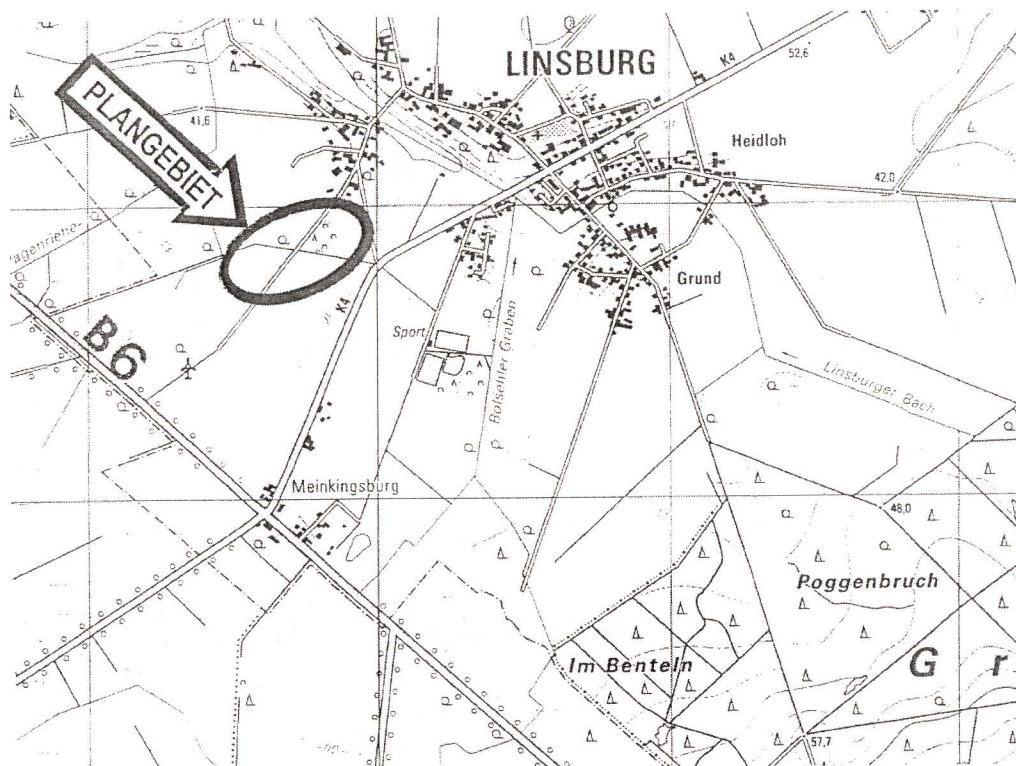 LINSBURG
52,6
K4
PLANGEBIET
41,6
Heidloh
42,0
Grund
K4
B6
Sport
Bolsehler Graben
Linsburger Bach
Meinkingsburg
48,0
Poggenbruch
Im Benteln
G r
57,7